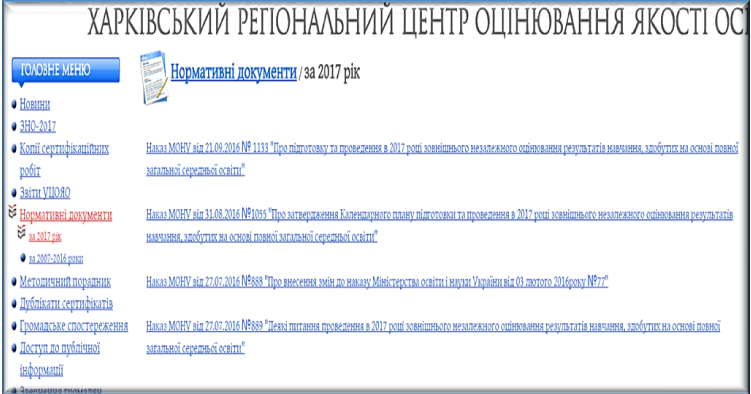 ХАРКІВСЬКИЙ РЕГІОНАЛЬНИЙ ЦЕНТР ОЦІНЮВАННЯ ЯКОСТІ
ГОЛОВНЕ МЕНЮ
Новини
ЗНО-2017
Копії сертифікаційних
робіт
Звіти УЦОЯО
Нормативні документи
за 2017 рік
за 2007-2016 роки
Методичний порадник
Дублікати сертифікатів
Громадське спостереження
Доступ до публічної
інформації
Звернення громадян
Нормативні документи / за 2017 рік
Наказ МОНУ від 21.09.2016 № 1133 "Про підготовку та проведення в 2017 році зовнішнього незалежного оцінювання результатів навчання, здобутих на основі повної
загальної середньої освіти"
Наказ МОНУ від 31.08.2016 №1055 "Про затвердження Календарного плану підготовки та проведення в 2017 році зовнішнього незалежного оцінювання результатів
навчання, здобутих на основі повної загальної середньої освіти"
Наказ МОНУ від 27.07.2016 №888 "Про внесення змін до наказу Міністерства освіти і науки України від 03 лютого 2016року №77"
Наказ МОНУ від 27.07.2016 №889 "Деякі питання проведення в 2017 році зовнішнього незалежного оцінювання результатів навчання, здобутих на основі повної
загальної середньої освіти"